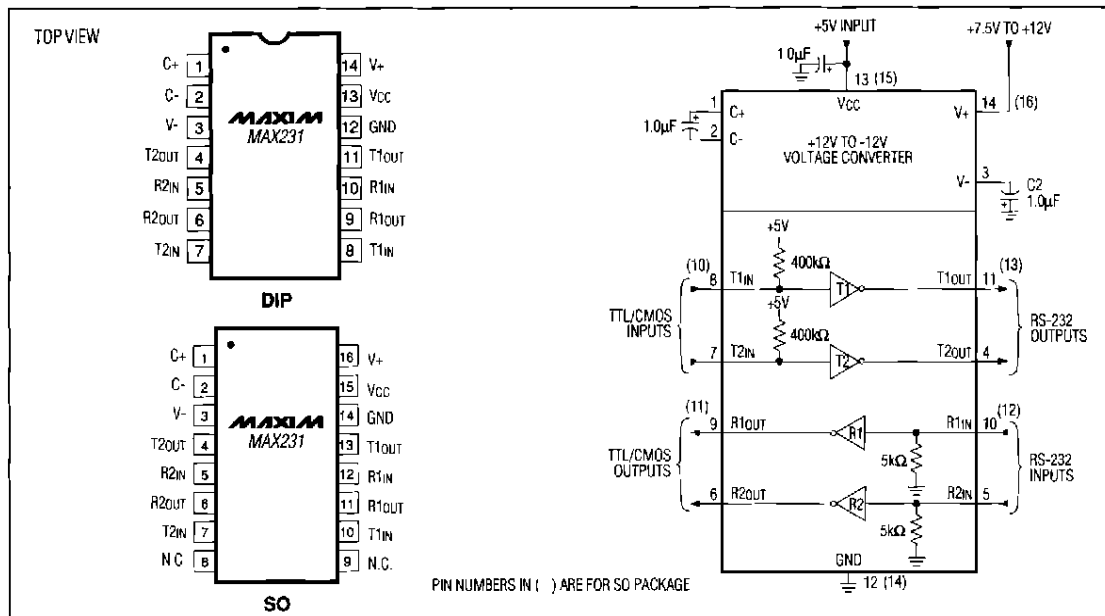 TOP VIEW
C+ 1
C- 2
V- 3
T2OUT 4
R2IN 5
R2OUT 6
T2IN 7
14 V+
13 VCC
12 GND
11 T1OUT
10 R1IN
9 R1OUT
8 T1IN
MAXIM
MAX231
DIP
C+ 1
C- 2
V- 3
T2OUT 4
R2IN 5
R2OUT 6
T2IN 7
N.C 8
16 V+
15 VCC
14 GND
13 T1OUT
12 R1IN
11 R1OUT
10 T1IN
9 N.C.
MAXIM
MAX231
SO
+5V INPUT
+7.5V TO +12V
1.0µF
13 (15)
VCC
1 C+
1.0µF
2 C-
V+ 14 (16)
+12V TO -12V
VOLTAGE CONVERTER
V- 3
C2
1.0µF
+5V
400kΩ
(10)
8 T1IN
T1
T1OUT 11
(13)
+5V
400kΩ
TTL/CMOS
INPUTS
RS-232
OUTPUTS
7 T2IN
T2
T2OUT 4
(11)
9 R1OUT
R1
R1IN 10
(12)
5kΩ
TTL/CMOS
OUTPUTS
RS-232
INPUTS
6 R2OUT
R2
R2IN 5
5kΩ
GND
12 (14)
PIN NUMBERS IN ( ) ARE FOR SO PACKAGE